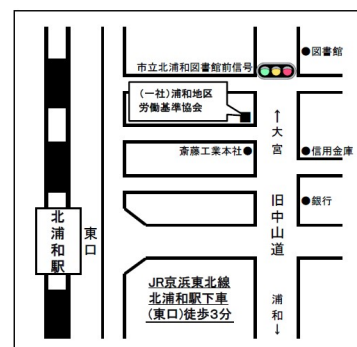 ●図書館
市立北浦和図書館前信号
(一社)浦和地区
労働基準協会
↑大宮
斎藤工業本社●
●信用金庫
旧中山道
●銀行
北浦和駅
東口
JR京浜東北線
北浦和駅下車
(東口)徒歩3分
浦和↓